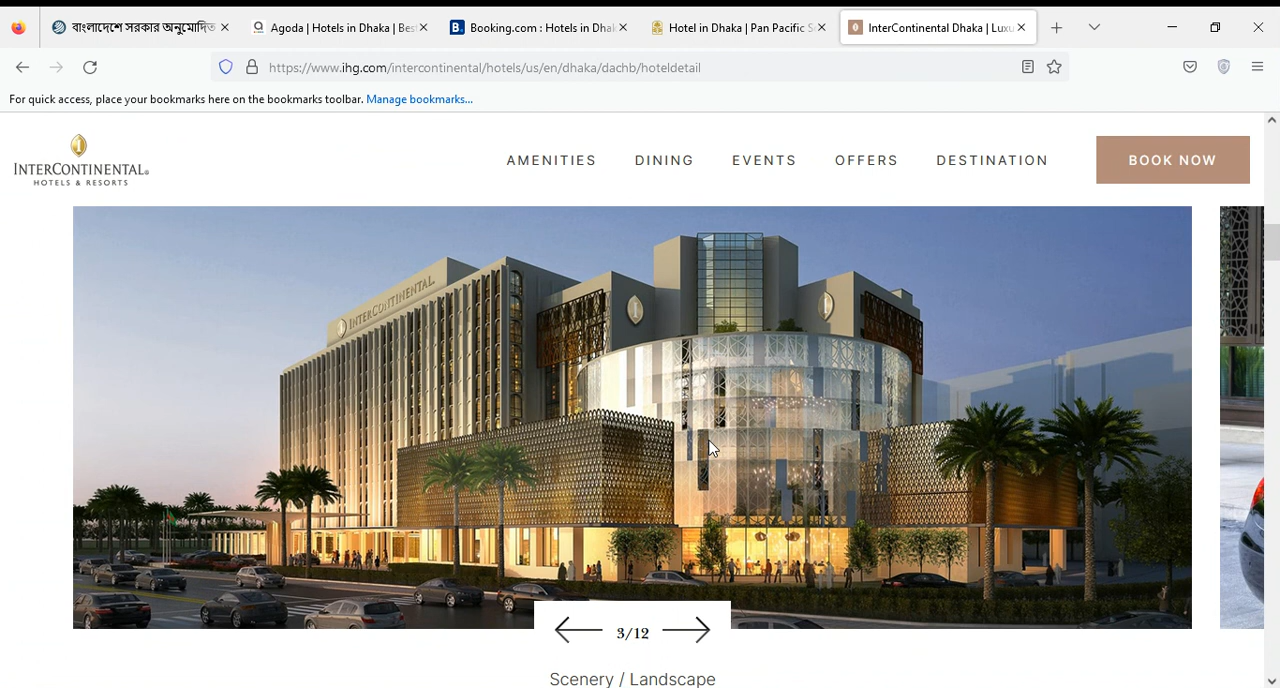 বাংলাদেশে সরকার অনুমোদিত
Agoda | Hotels in Dhaka | Bes
Booking.com : Hotels in Dha
Hotel in Dhaka | Pan Pacific S
InterContinental Dhaka | Luxu
https://www.ihg.com/intercontinental/hotels/us/en/dhaka/dachb/hoteldetail
For quick access, place your bookmarks here on the bookmarks toolbar. Manage bookmarks...
INTERCONTINENTAL
HOTELS & RESORTS
AMENITIES DINING EVENTS OFFERS DESTINATION BOOK NOW
INTERCONTINENTAL
3/12
Scenery / Landscape